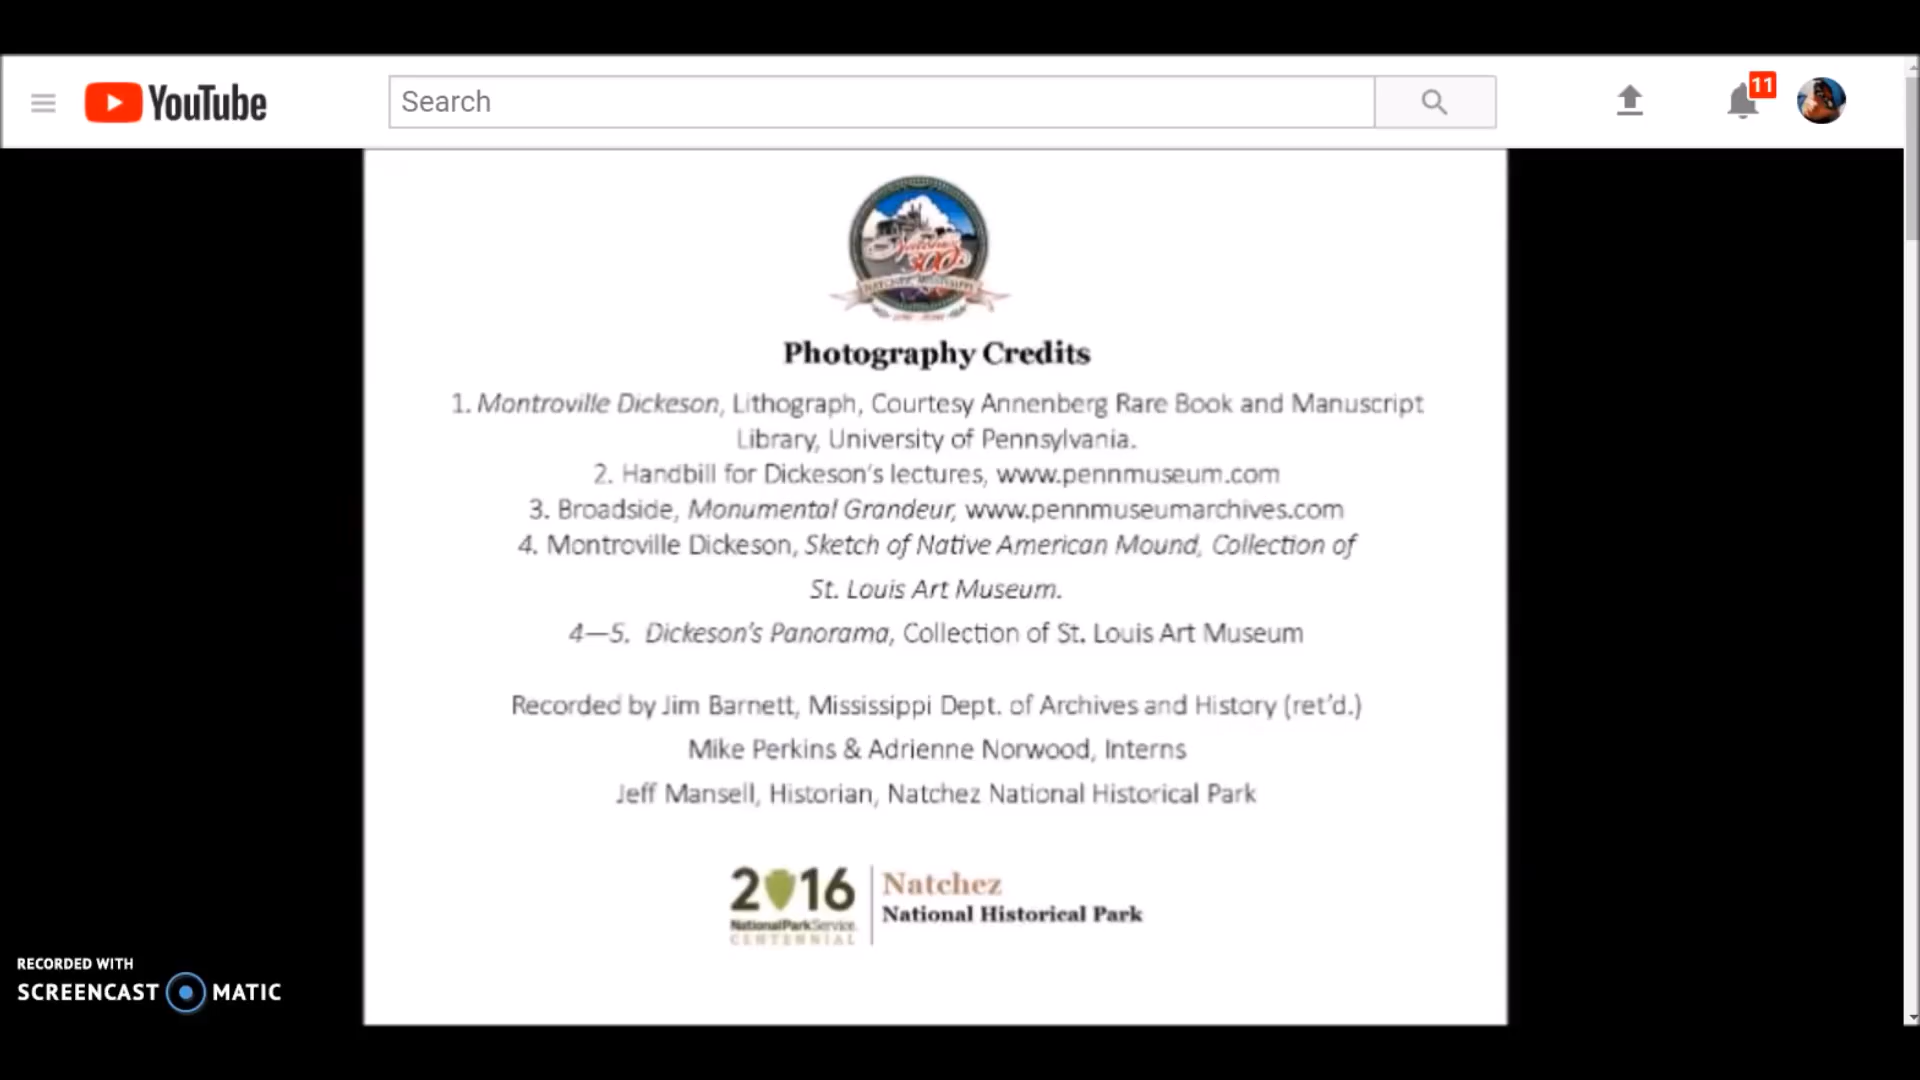 YouTube
Search
11
Natchez
300
NATCHEZ, MISSISSIPPI
Photography Credits
1. Montroville Dickeson, Lithograph, Courtesy Annenberg Rare Book and Manuscript
Library, University of Pennsylvania.
2. Handbill for Dickeson's lectures, www.pennmuseum.com
3. Broadside, Monumental Grandeur, www.pennmuseumarchives.com
4. Montroville Dickeson, Sketch of Native American Mound, Collection of
St. Louis Art Museum.
4—5. Dickeson's Panorama, Collection of St. Louis Art Museum
Recorded by Jim Barnett, Mississippi Dept. of Archives and History (ret'd.)
Mike Perkins & Adrienne Norwood, Interns
Jeff Mansell, Historian, Natchez National Historical Park
2016
National Park Service
CENTENNIAL
Natchez
National Historical Park
RECORDED WITH
SCREENCAST MATIC